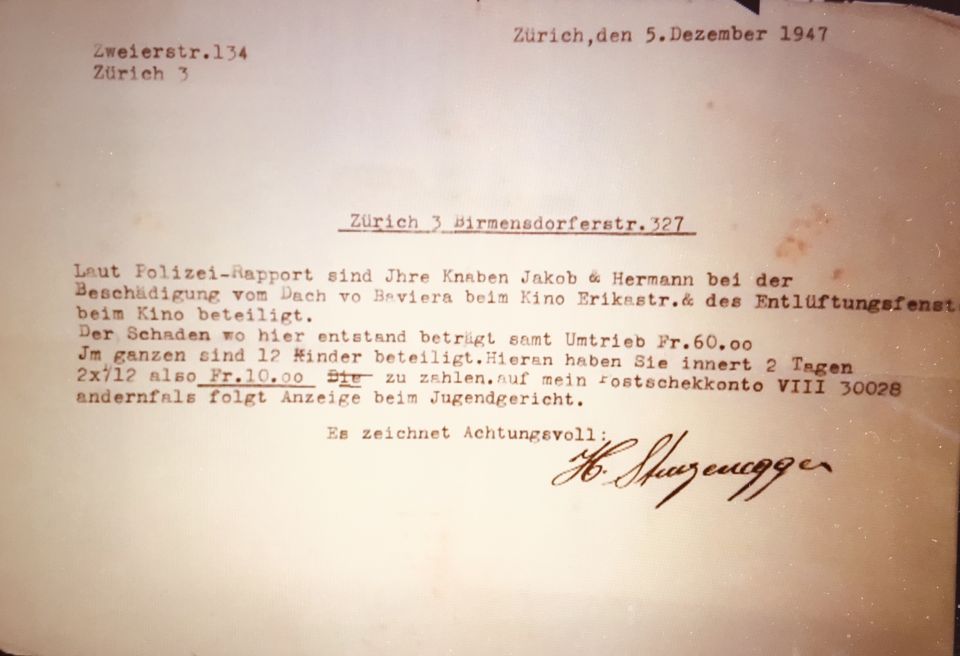 Zürich,den 5.Dezember 1947
Zweierstr.134
Zürich 3
Zürich 3 Birmensdorferstr.327
Laut Polizei-Rapport sind Jhre Knaben Jakob & Hermann bei der
Beschädigung vom Dach vo Baviera beim Kino Erikastr.& des Entlüftungsfenst
beim Kino beteiligt.
Der Schaden wo hier entstand beträgt samt Umtrieb Fr.60.oo
Jm ganzen sind 12 Kinder beteiligt.Hieran haben Sie innert 2 Tagen
2x/12 also Fr.10.oo Die zu zahlen.auf mein Postschekkonto VIII 30028
andernfals folgt Anzeige beim Jugendgericht.
Es zeichnet Achtungsvoll:
H.